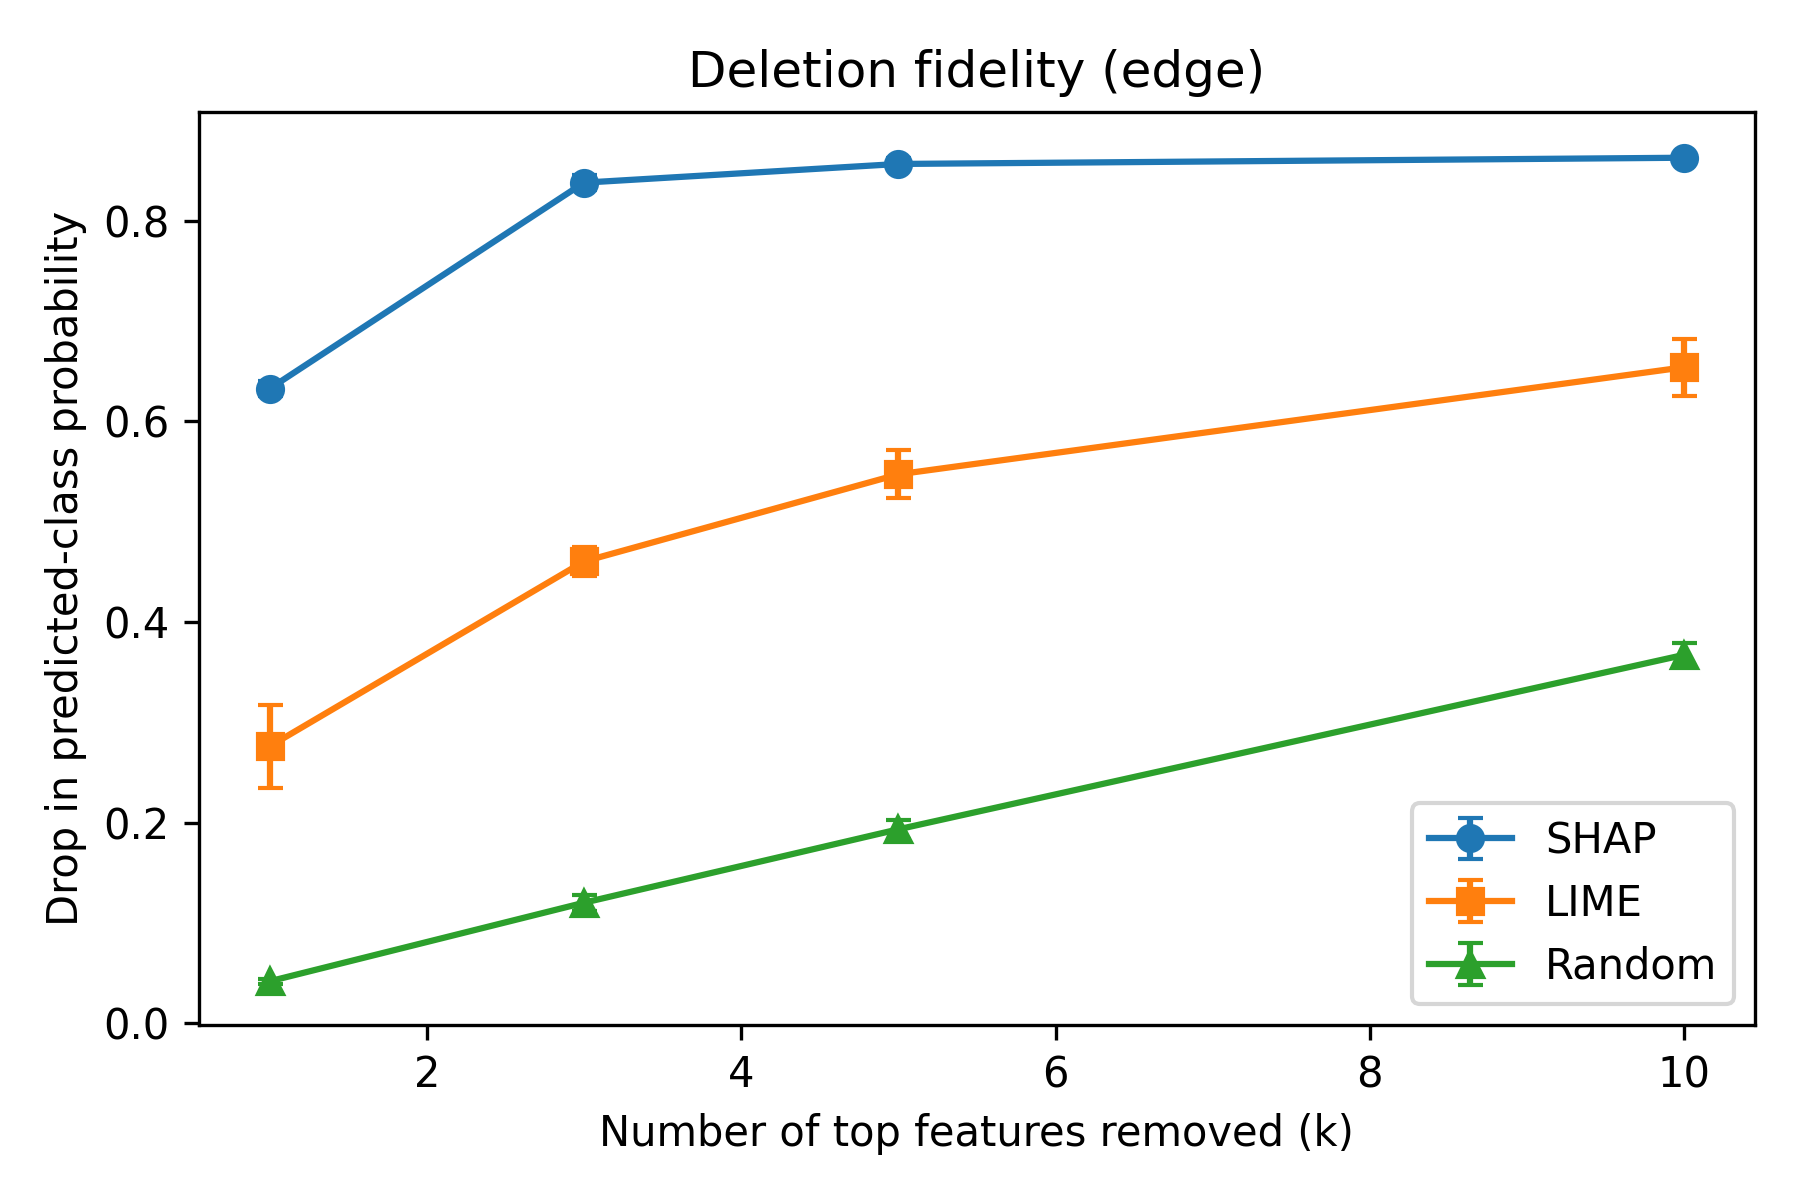 Deletion fidelity (edge)
Drop in predicted-class probability
0.8
0.6
0.4
0.2
0.0
2 4 6 8 10
Number of top features removed (k)
SHAP
LIME
Random